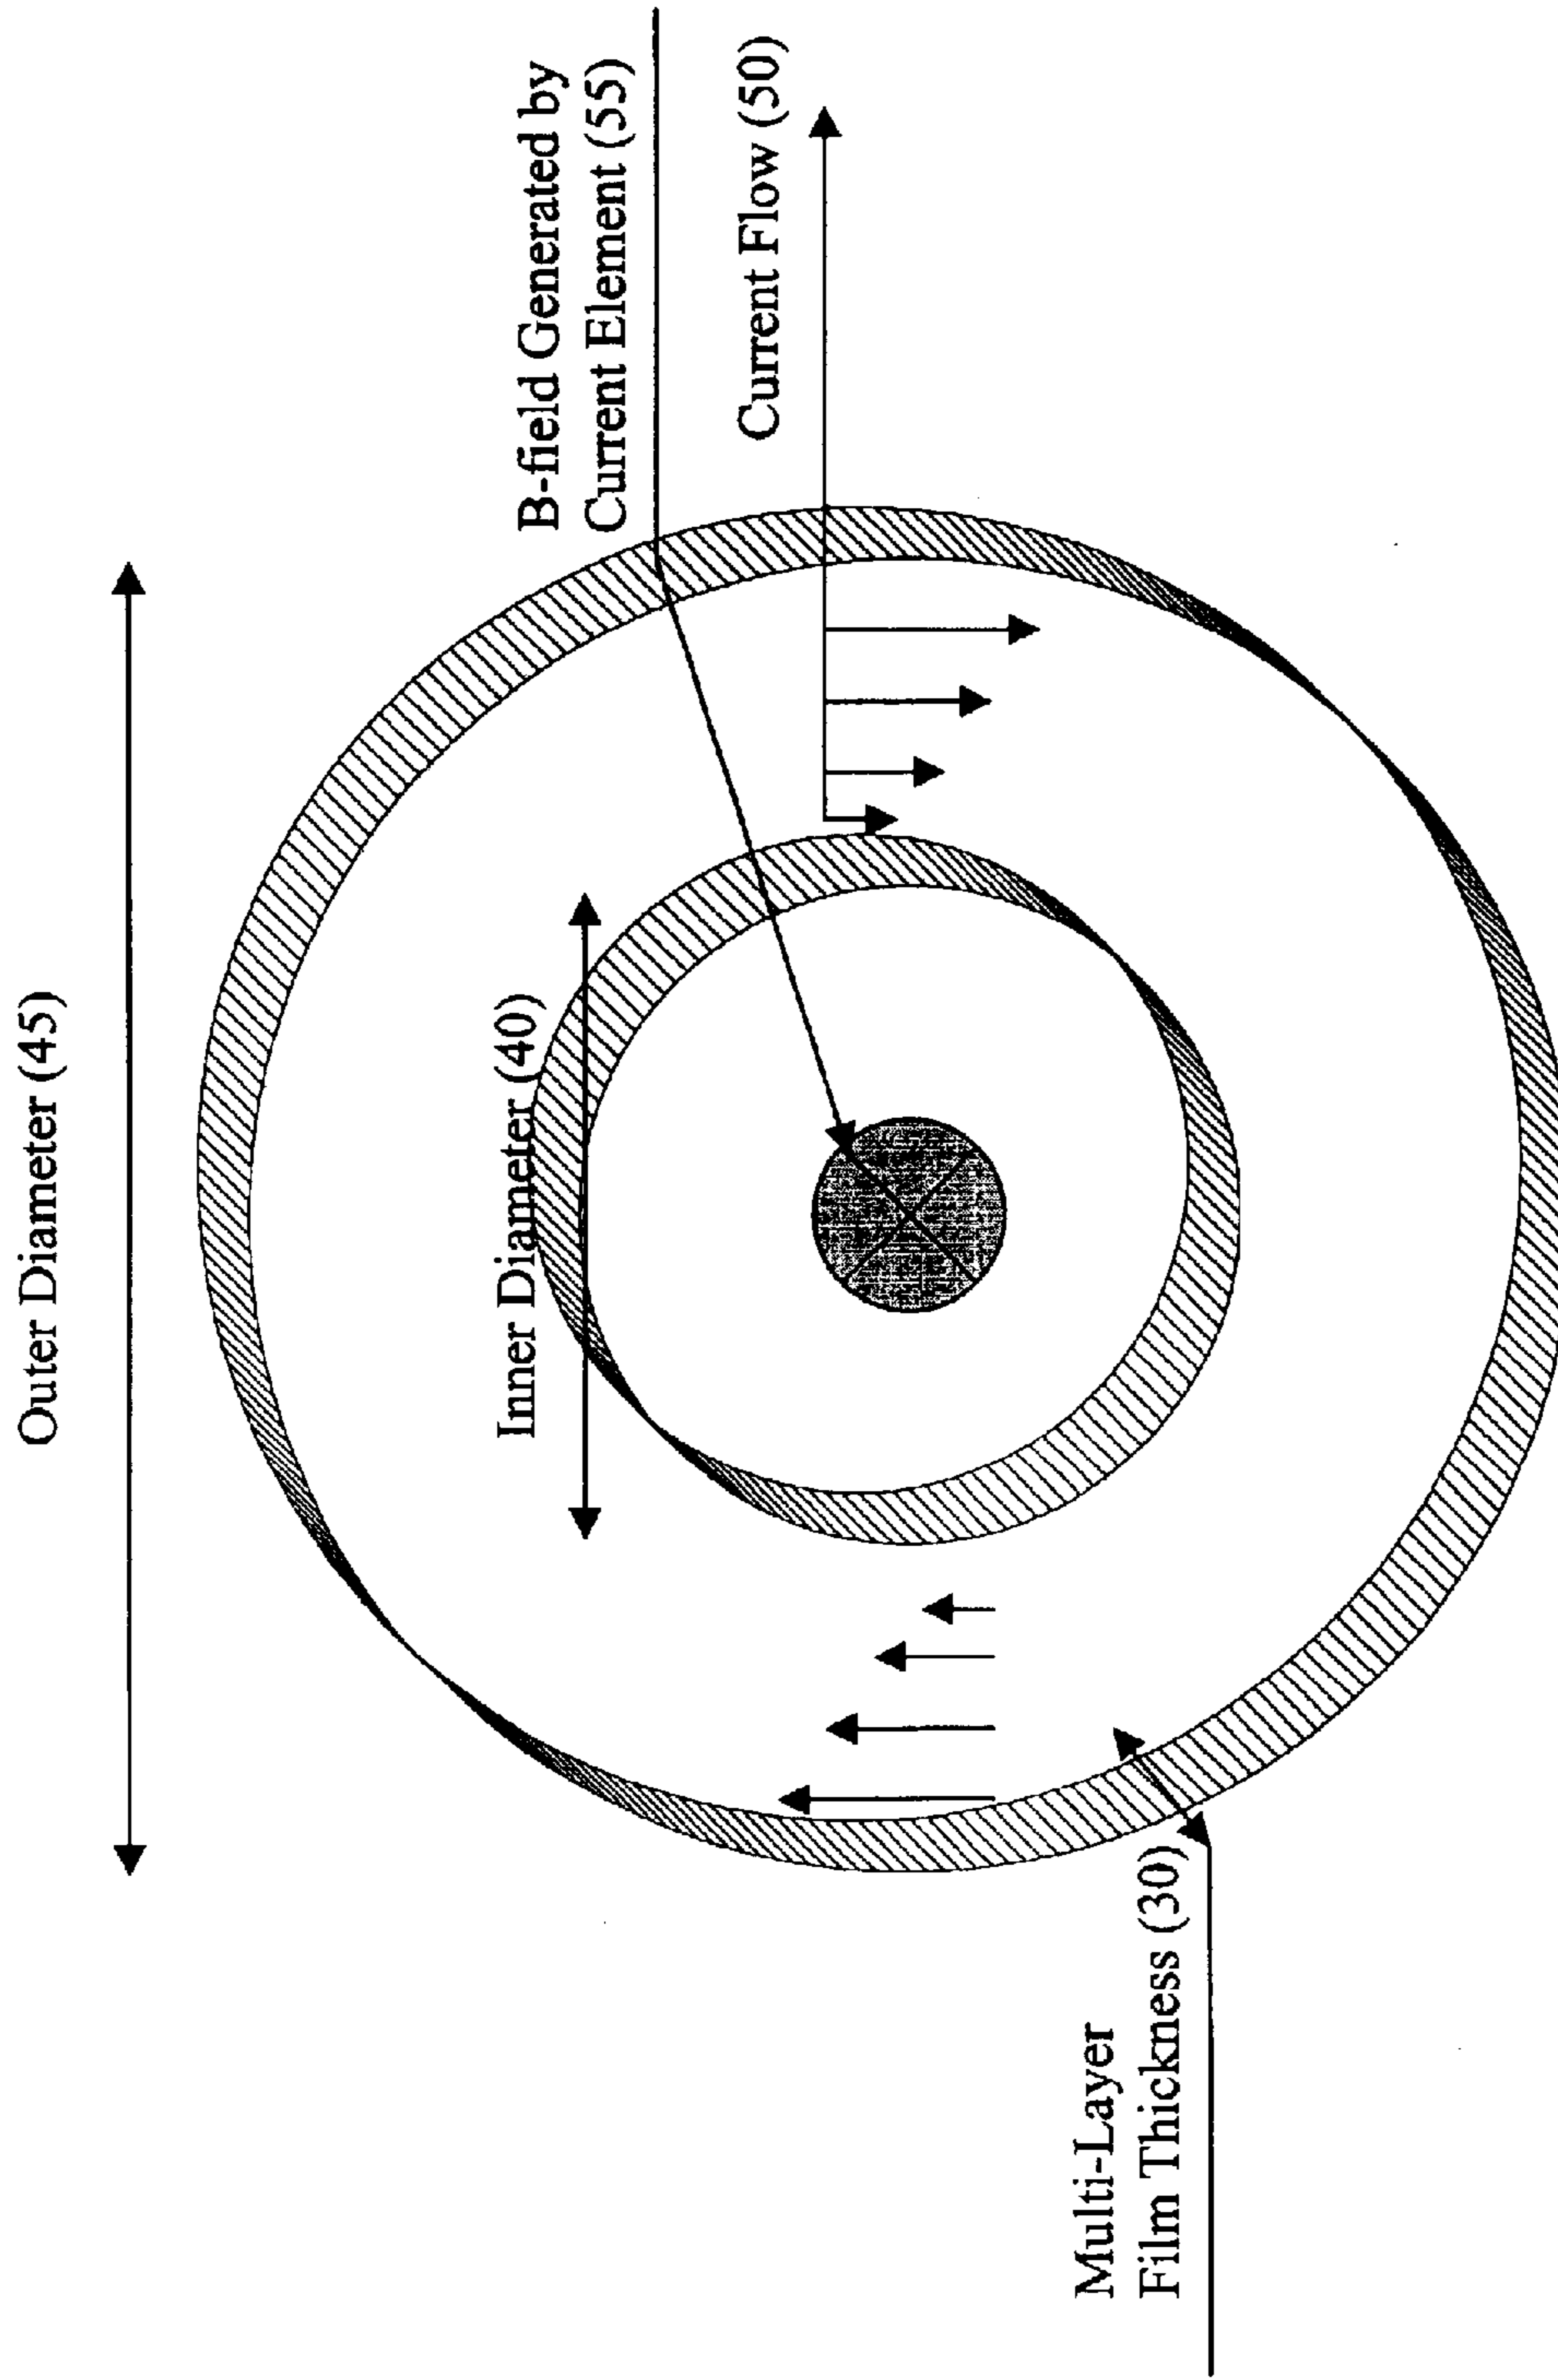 Outer Diameter (45)
Inner Diameter (40)
B-field Generated by
Current Element (55)
Current Flow (50)
Multi-Layer
Film Thickness (30)